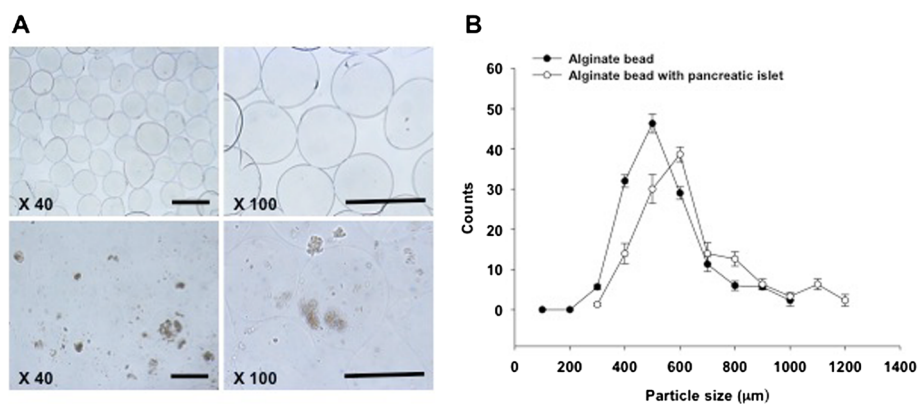 A
X 40
X 100
X 40
X 100
B
Alginate bead
Alginate bead with pancreatic islet
60
50
40
30
20
10
0
Counts
0
200
400
600
800
1000
1200
1400
Particle size (μm)